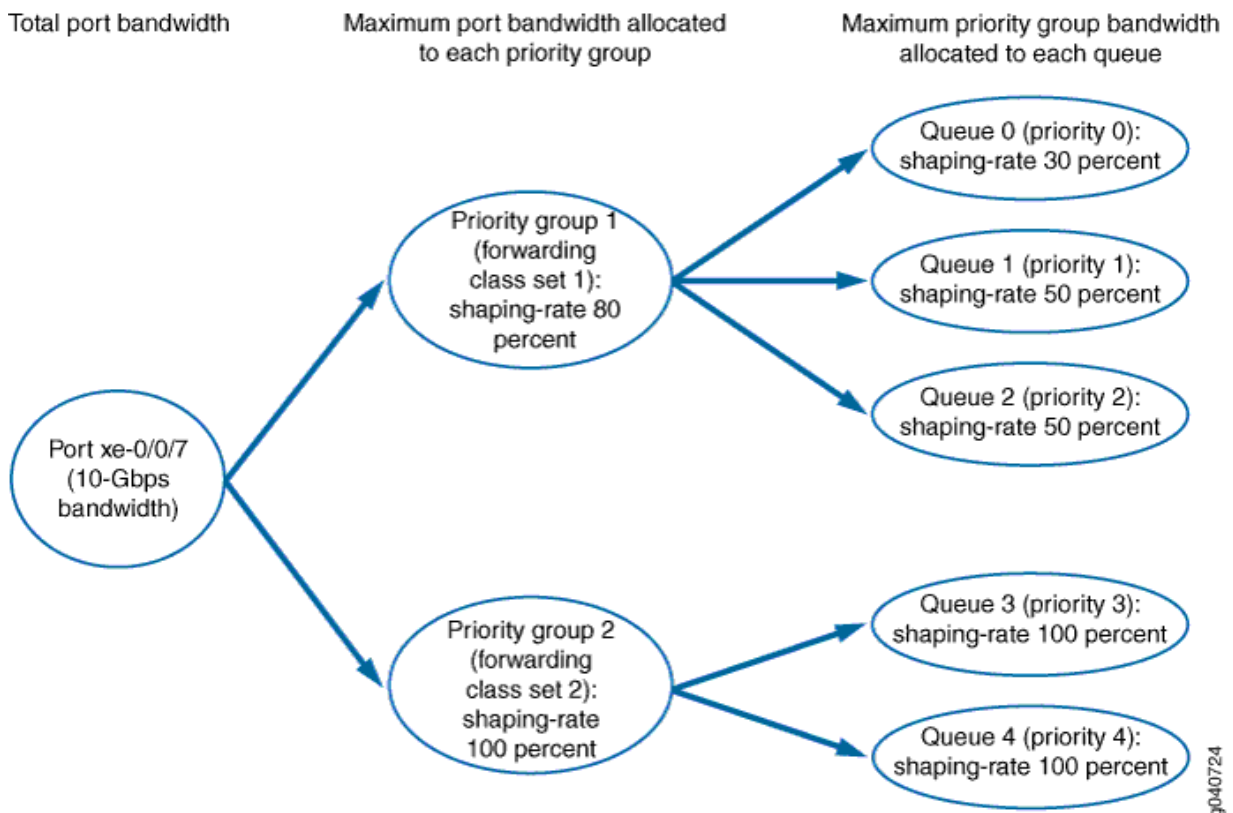 Total port bandwidth
Maximum port bandwidth allocated
to each priority group
Maximum priority group bandwidth
allocated to each queue
Port xe-0/0/7
(10-Gbps
bandwidth)
Priority group 1
(forwarding
class set 1):
shaping-rate 80
percent
Queue 0 (priority 0):
shaping-rate 30 percent
Queue 1 (priority 1):
shaping-rate 50 percent
Queue 2 (priority 2):
shaping-rate 50 percent
Priority group 2
(forwarding
class set 2):
shaping-rate
100 percent
Queue 3 (priority 3):
shaping-rate 100 percent
Queue 4 (priority 4):
shaping-rate 100 percent
g040724